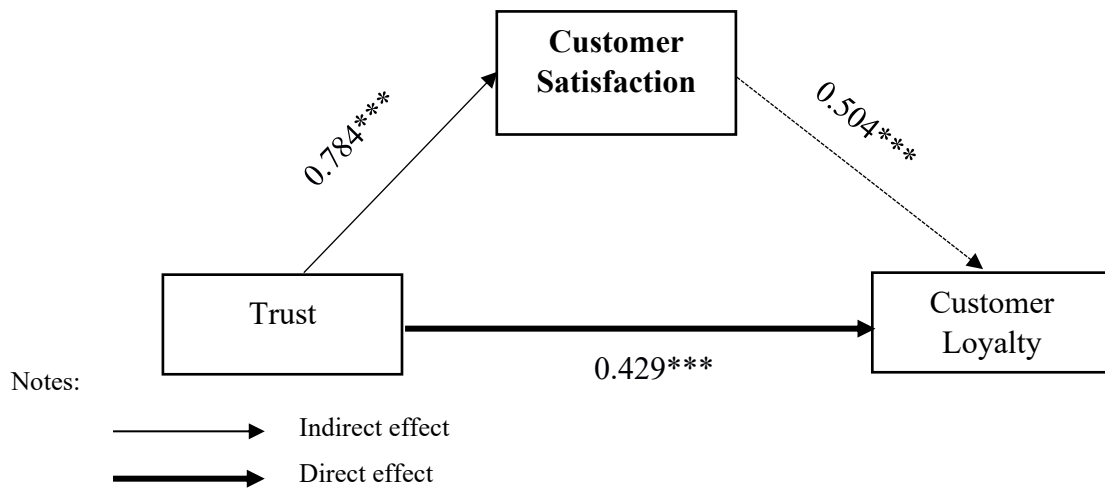 Customer
Satisfaction
0.784***
0.504***
Trust
Customer
Loyalty
0.429***
Notes:
Indirect effect
Direct effect